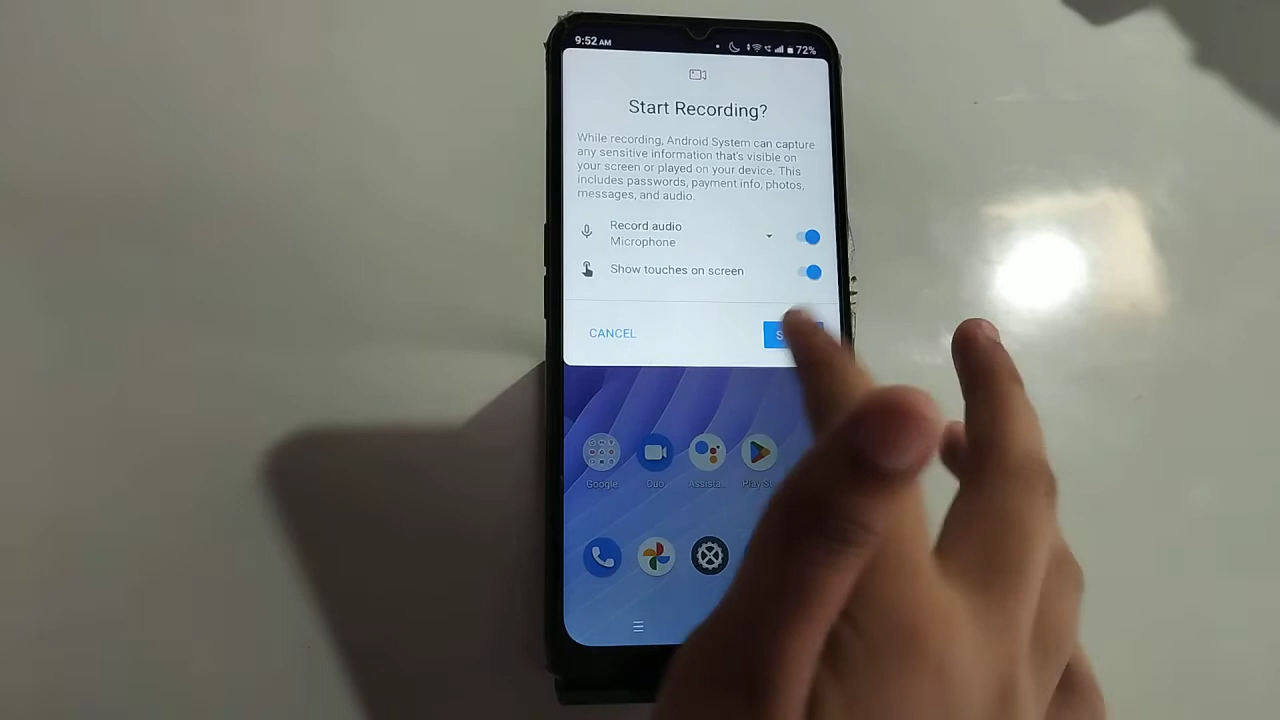 9:52 AM
72%
Start Recording?
While recording, Android System can capture
any sensitive information that's visible on
your screen or played on your device. This
includes passwords, payment info, photos,
messages, and audio.
Record audio
Microphone
Show touches on screen
CANCEL
Google Duo Assista... Play